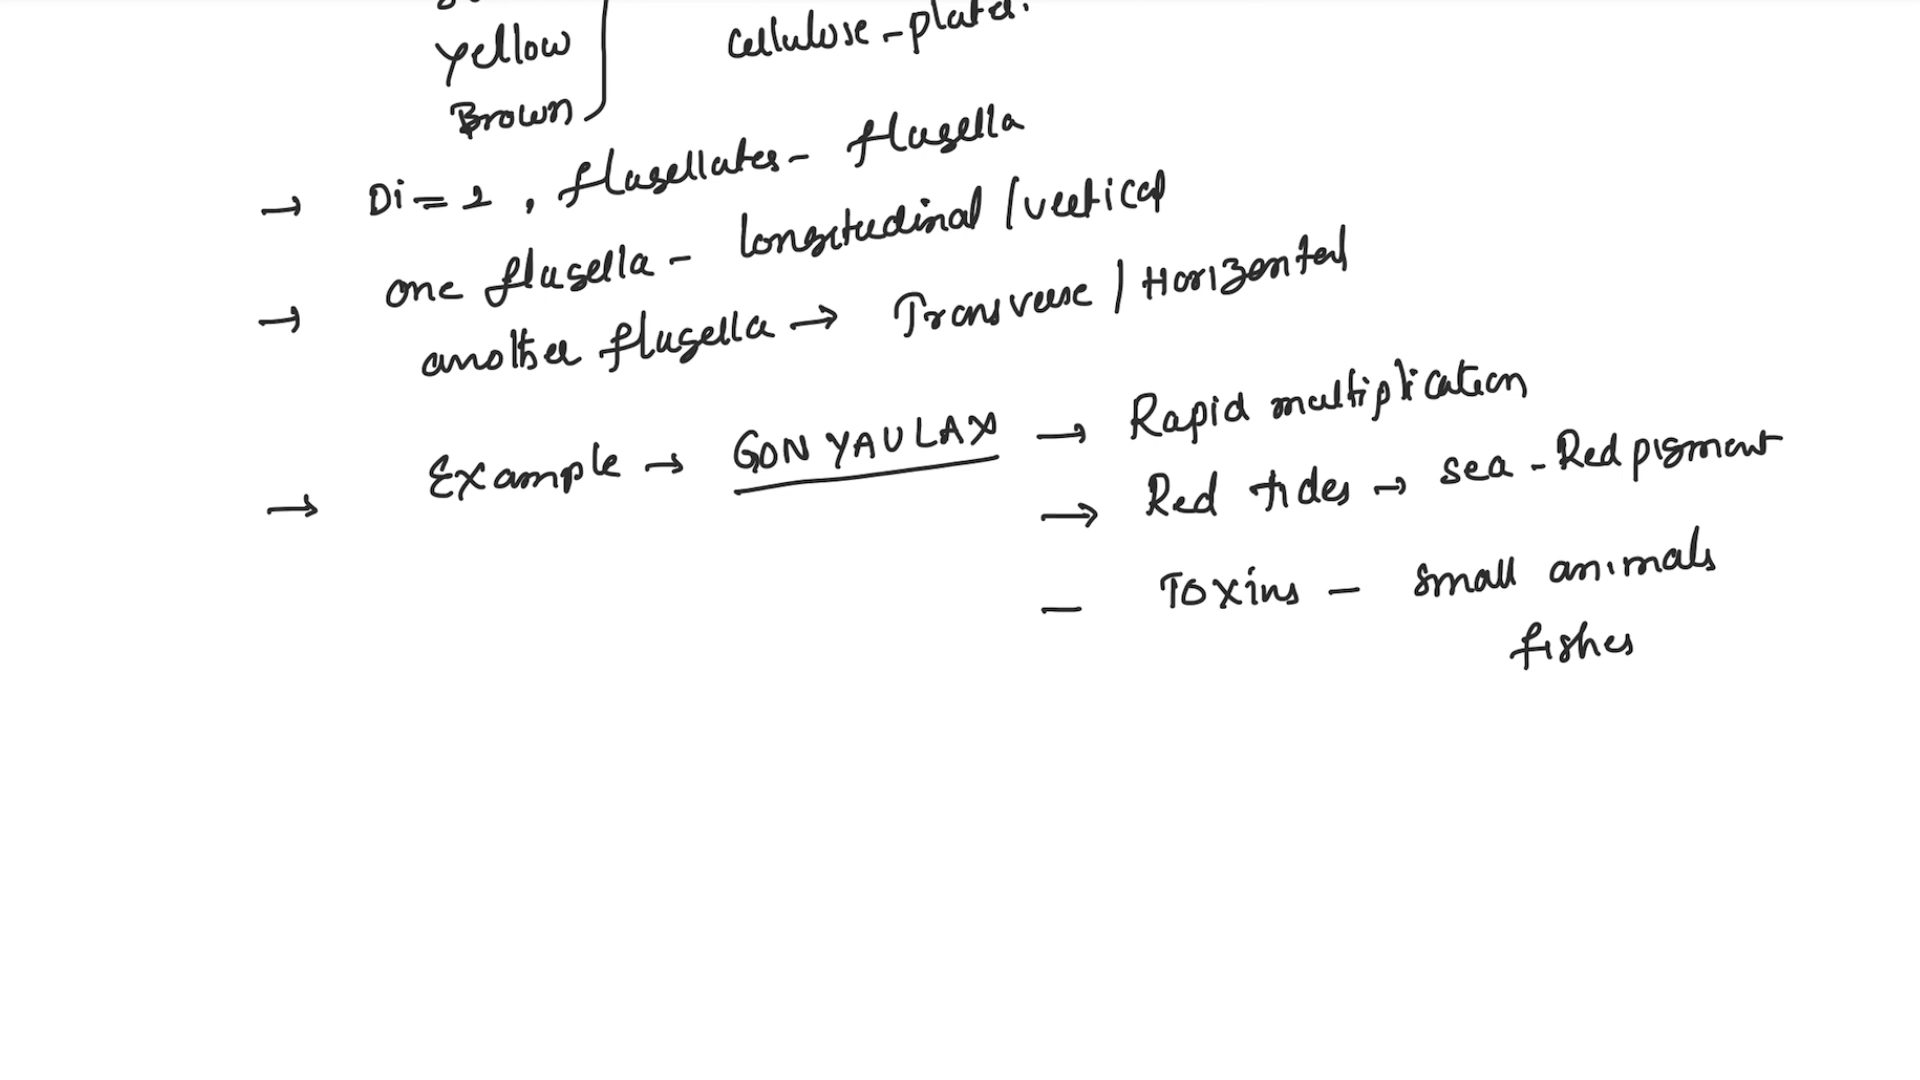 yellow
Brown
cellulose - plates.
→ Di = 2, flagellates - flagella
→ one flagella - longitudinal / vertical
another flagella → Transverse / Horizontal
→ Example → GONYAULAX → Rapid multiplication
→ Red tides → sea - Red pigment
— Toxins - small animals
fishes